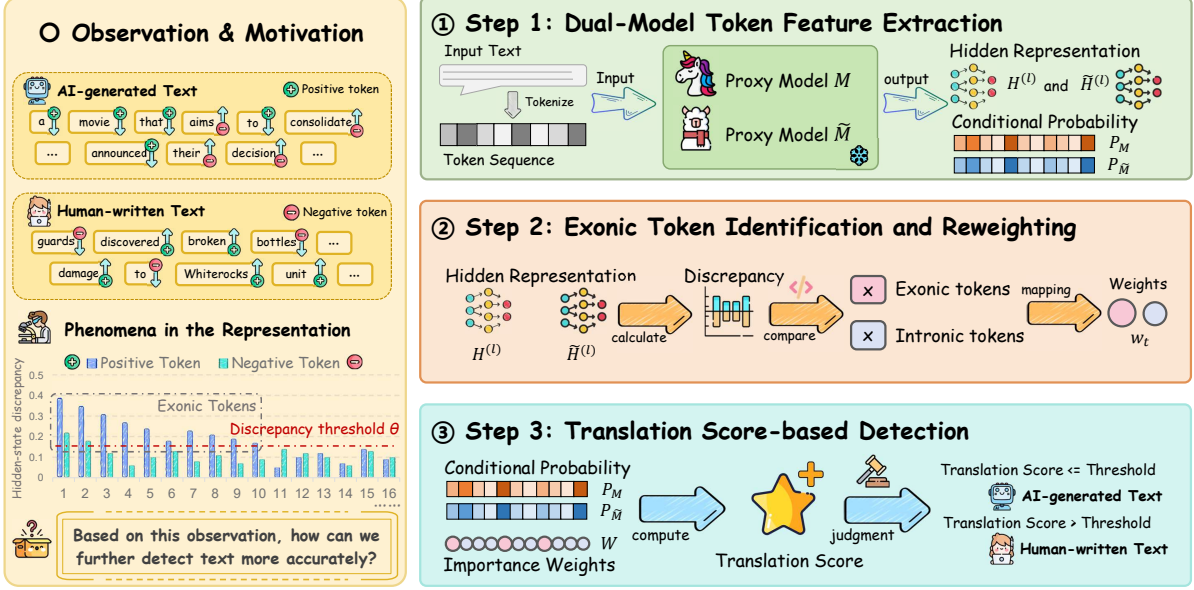 Observation & Motivation
AI-generated Text
Positive token
a movie that aims to consolidate
... announced their decision ...
Human-written Text
Negative token
guards discovered broken bottles ...
damage to Whiterocks unit ...
Phenomena in the Representation
Positive Token Negative Token
Hidden-state discrepancy
0.5
0.4
0.3
0.2
0.1
0
Exonic Tokens
Discrepancy threshold θ
1 2 3 4 5 6 7 8 9 10 11 12 13 14 15 16
......
Based on this observation, how can we
further detect text more accurately?
① Step 1: Dual-Model Token Feature Extraction
Input Text
Tokenize
Token Sequence
Input
Proxy Model M
Proxy Model M̃
output
Hidden Representation
H⁽ˡ⁾ and H̃⁽ˡ⁾
Conditional Probability
P_M
P_M̃
② Step 2: Exonic Token Identification and Reweighting
Hidden Representation
H⁽ˡ⁾ H̃⁽ˡ⁾
calculate
Discrepancy
</>
compare
x Exonic tokens
x Intronic tokens
mapping
Weights
w_t
③ Step 3: Translation Score-based Detection
Conditional Probability
P_M
P_M̃
W
Importance Weights
compute
Translation Score
judgment
Translation Score <= Threshold
AI-generated Text
Translation Score > Threshold
Human-written Text